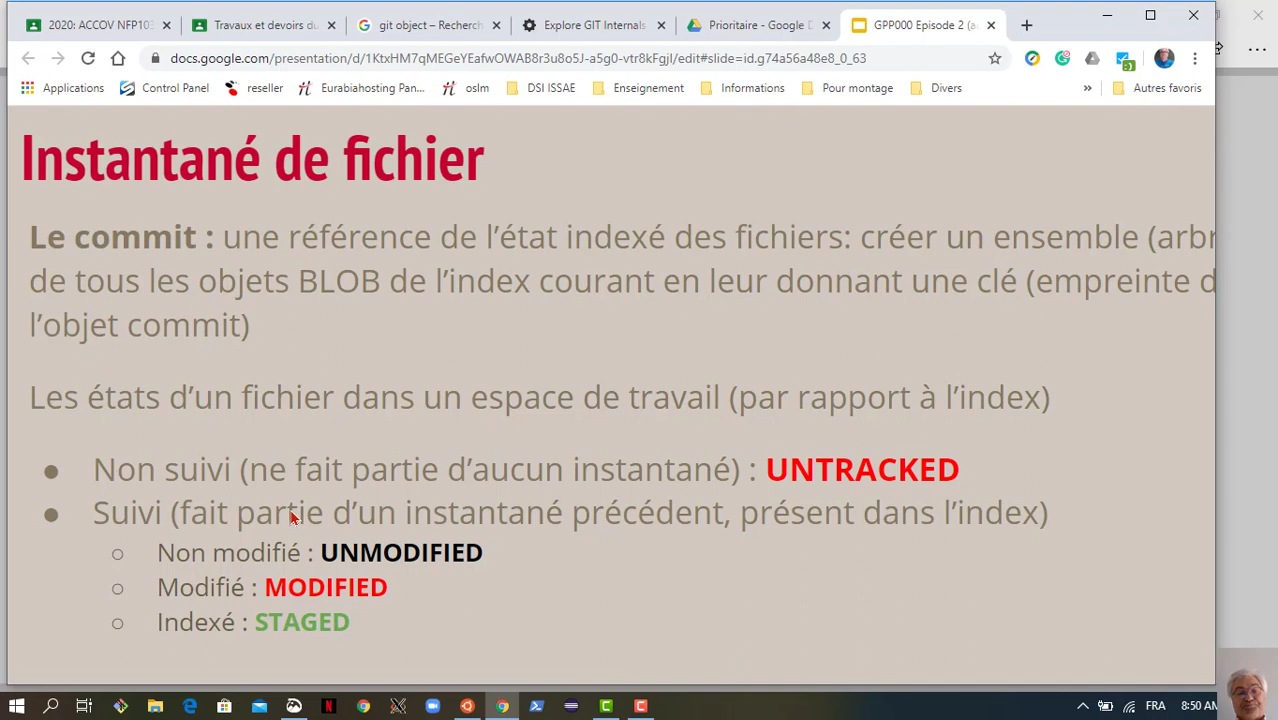 2020: ACCOV NFP103
Travaux et devoirs du
git object – Recherch
Explore GIT Internals
Prioritaire - Google D
GPP000 Episode 2 (a
docs.google.com/presentation/d/1KtxHM7qMEGeYEafwOWAB8r3u8o5J-a5g0-vtr8kFgjI/edit#slide=id.g74a56a48e8_0_63
Applications
Control Panel
reseller
Eurabiahosting Pan...
oslm
DSI ISSAE
Enseignement
Informations
Pour montage
Divers
»
Autres favoris
Instantané de fichier
Le commit : une référence de l’état indexé des fichiers: créer un ensemble (arbr
de tous les objets BLOB de l’index courant en leur donnant une clé (empreinte d
l’objet commit)
Les états d’un fichier dans un espace de travail (par rapport à l’index)
● Non suivi (ne fait partie d’aucun instantané) : UNTRACKED
● Suivi (fait partie d’un instantané précédent, présent dans l’index)
○ Non modifié : UNMODIFIED
○ Modifié : MODIFIED
○ Indexé : STAGED
FR
8:50 AM